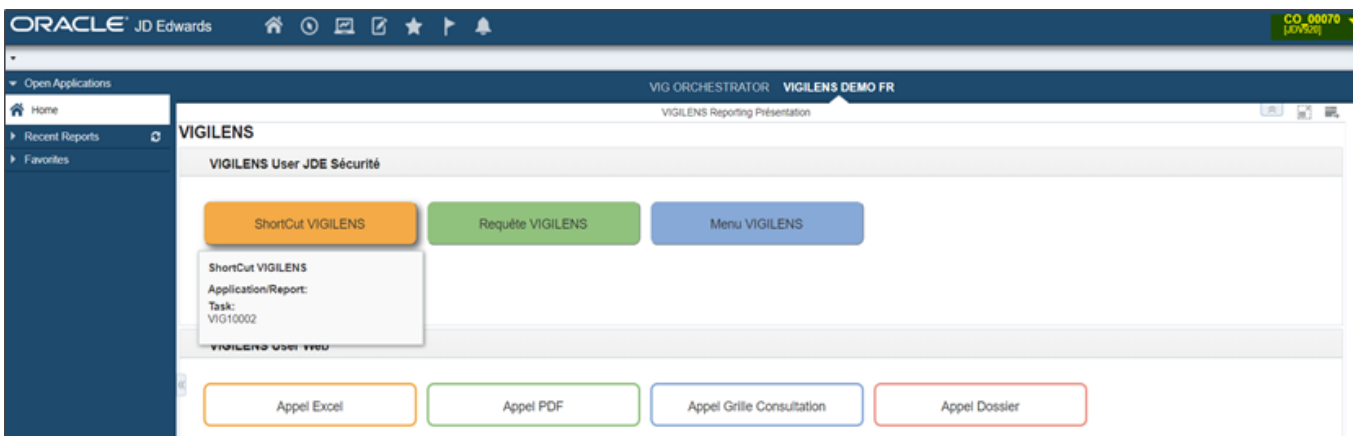 ORACLE JD Edwards
CO_00070
[JDV920]
Open Applications
VIG ORCHESTRATOR VIGILENS DEMO FR
Home
VIGILENS Reporting Présentation
Recent Reports
VIGILENS
Favorites
VIGILENS User JDE Sécurité
ShortCut VIGILENS Requête VIGILENS Menu VIGILENS
ShortCut VIGILENS
Application/Report:
Task:
VIG10002
VIGILENS User Web
Appel Excel Appel PDF Appel Grille Consultation Appel Dossier